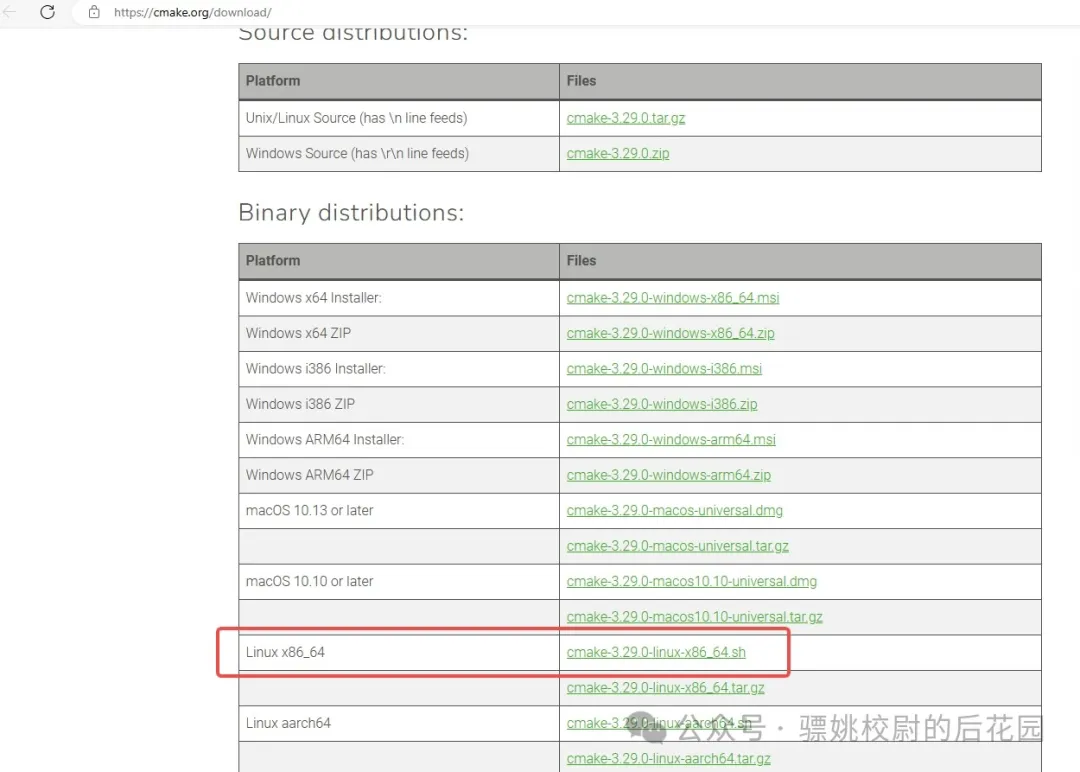 https://cmake.org/download/
Source distributions:
Platform Files
Unix/Linux Source (has \n line feeds) cmake-3.29.0.tar.gz
Windows Source (has \r\n line feeds) cmake-3.29.0.zip
Binary distributions:
Platform Files
Windows x64 Installer: cmake-3.29.0-windows-x86_64.msi
Windows x64 ZIP cmake-3.29.0-windows-x86_64.zip
Windows i386 Installer: cmake-3.29.0-windows-i386.msi
Windows i386 ZIP cmake-3.29.0-windows-i386.zip
Windows ARM64 Installer: cmake-3.29.0-windows-arm64.msi
Windows ARM64 ZIP cmake-3.29.0-windows-arm64.zip
macOS 10.13 or later cmake-3.29.0-macos-universal.dmg
cmake-3.29.0-macos-universal.tar.gz
macOS 10.10 or later cmake-3.29.0-macos10.10-universal.dmg
cmake-3.29.0-macos10.10-universal.tar.gz
Linux x86_64 cmake-3.29.0-linux-x86_64.sh
cmake-3.29.0-linux-x86_64.tar.gz
Linux aarch64 cmake-3.29.0-linux-aarch64.sh
公众号 · 骠姚校尉的后花园
cmake-3.29.0-linux-aarch64.tar.gz